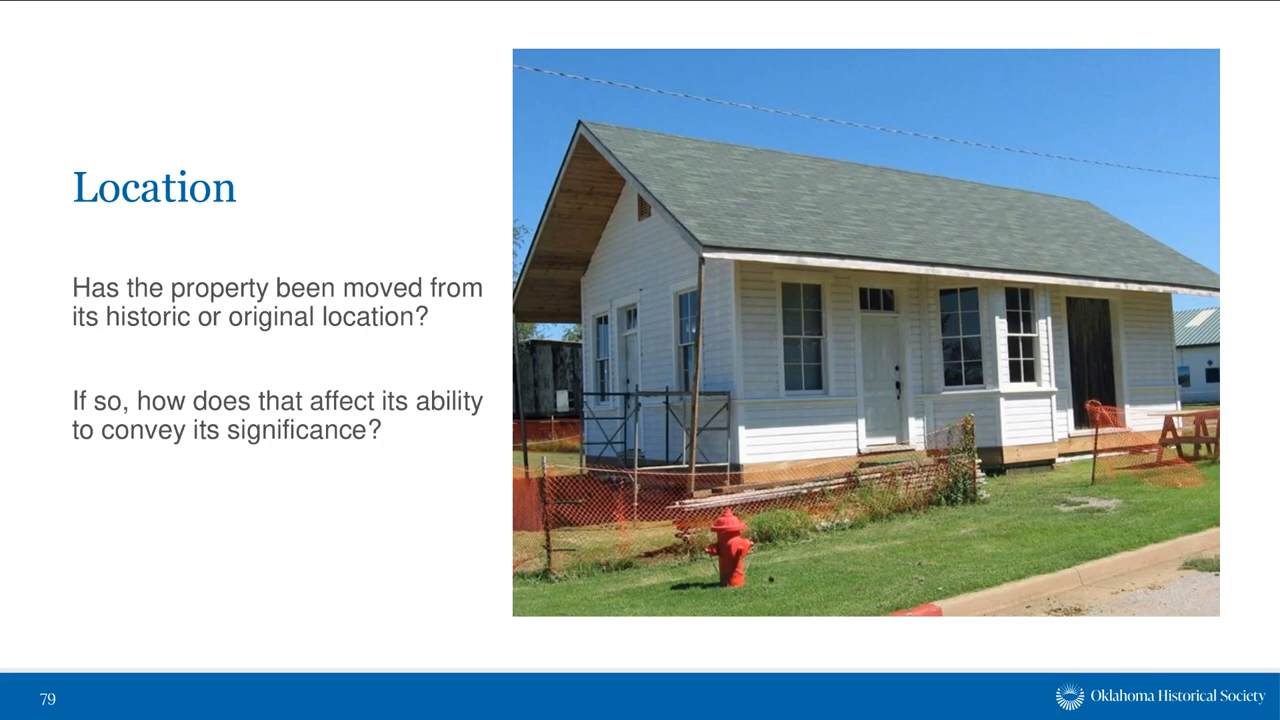 Location
Has the property been moved from
its historic or original location?
If so, how does that affect its ability
to convey its significance?
79
Oklahoma Historical Society